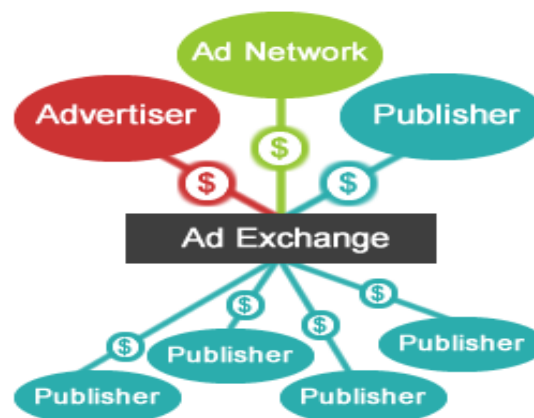 Ad Network
Advertiser
Publisher
$
$
$
Ad Exchange
$
$
$
$
Publisher
Publisher
Publisher
Publisher